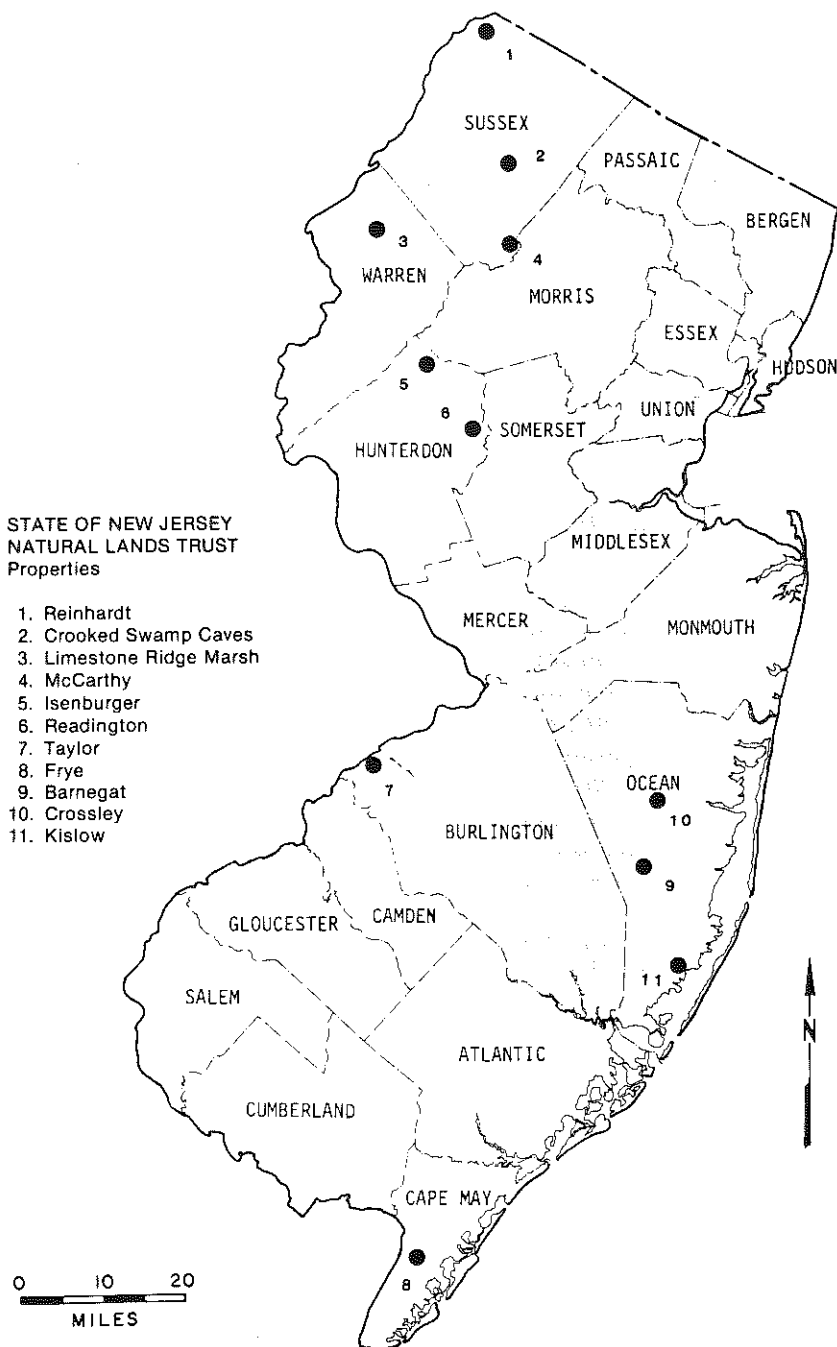 1
SUSSEX
2
PASSAIC
BERGEN
3
WARREN
4
MORRIS
ESSEX
HUDSON
5
6
UNION
SOMERSET
HUNTERDON
STATE OF NEW JERSEY
NATURAL LANDS TRUST
Properties
1. Reinhardt
2. Crooked Swamp Caves
3. Limestone Ridge Marsh
4. McCarthy
5. Isenburger
6. Readington
7. Taylor
8. Frye
9. Barnegat
10. Crossley
11. Kislow
MIDDLESEX
MERCER
MONMOUTH
7
OCEAN
10
BURLINGTON
9
CAMDEN
GLOUCESTER
11
SALEM
N
ATLANTIC
CUMBERLAND
CAPE MAY
8
0 10 20
MILES